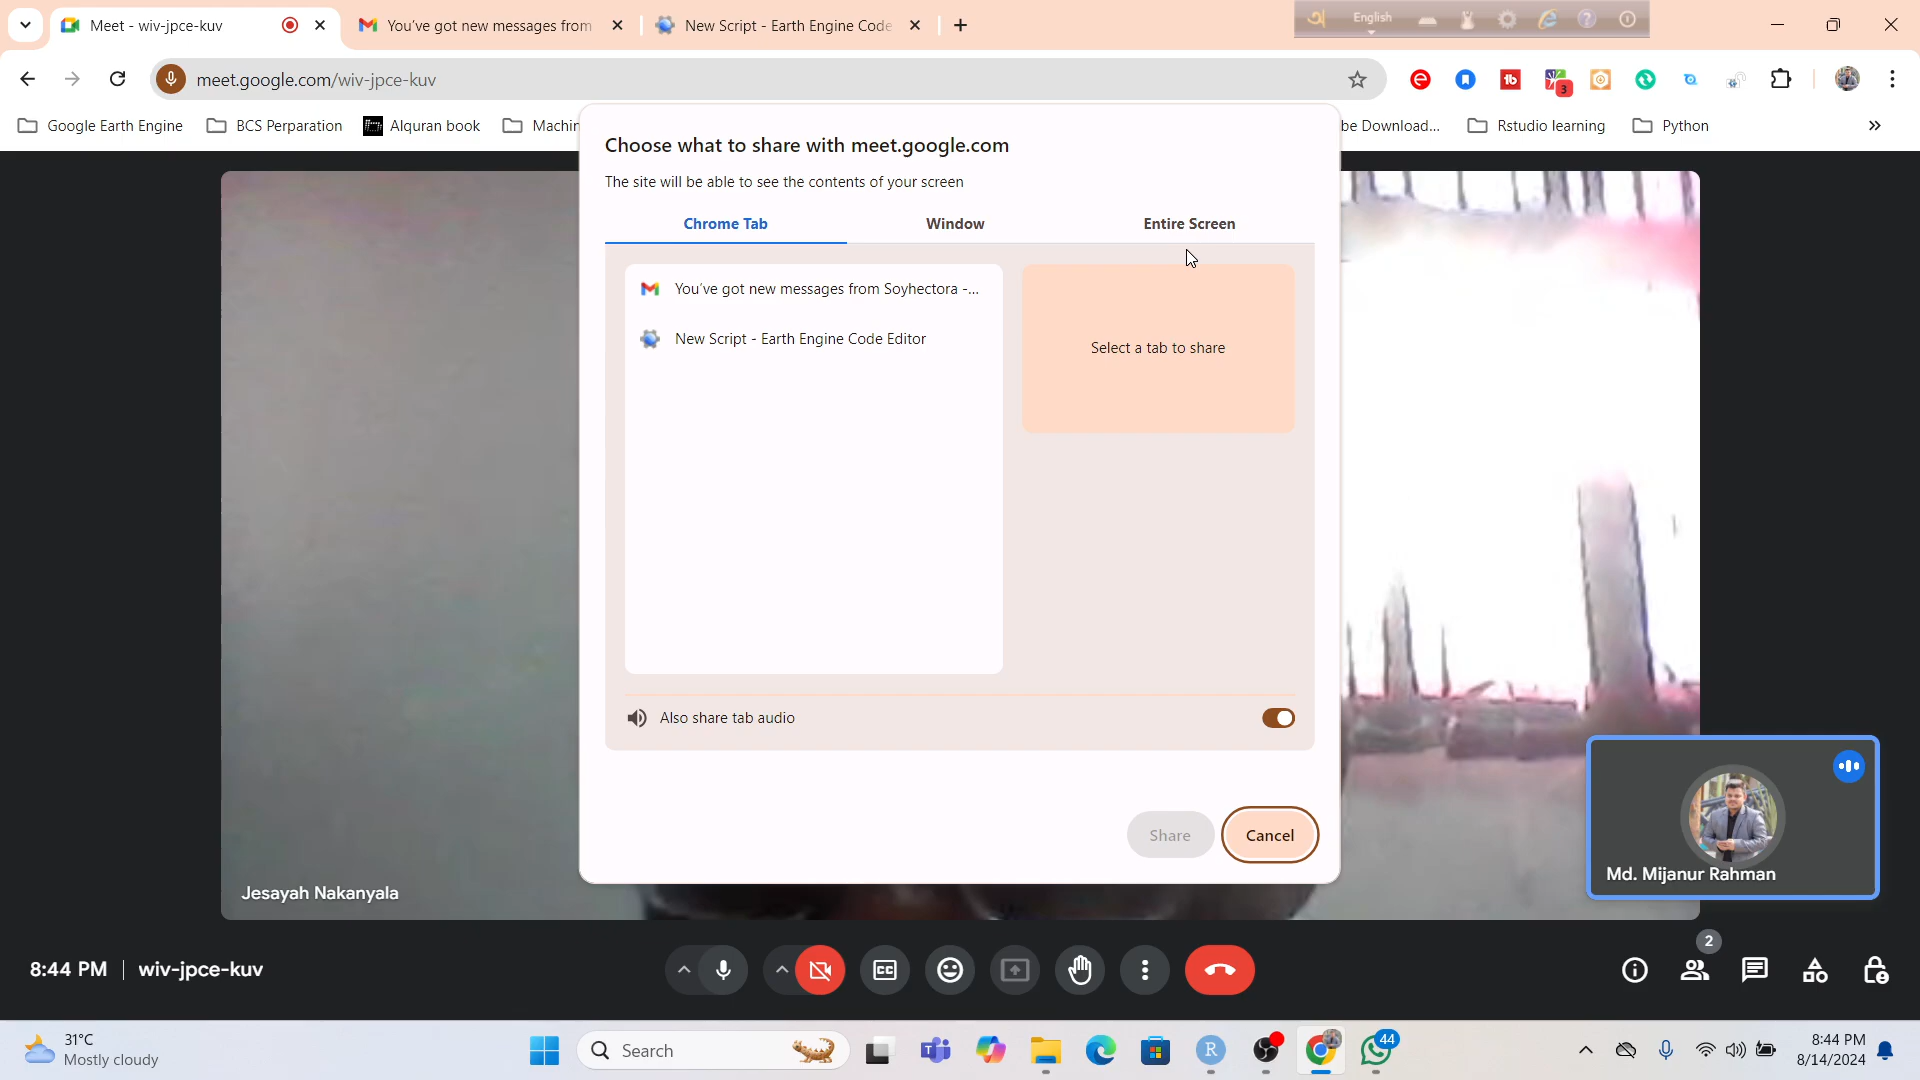 Meet - wiv-jpce-kuv
You've got new messages from
New Script - Earth Engine Code
English
meet.google.com/wiv-jpce-kuv
1b
3
Google Earth Engine
BCS Perparation
Alquran book
Machin
be Download...
Rstudio learning
Python
Choose what to share with meet.google.com
The site will be able to see the contents of your screen
Chrome Tab
Window
Entire Screen
You've got new messages from Soyhectora -...
New Script - Earth Engine Code Editor
Select a tab to share
Also share tab audio
Share
Cancel
Md. Mijanur Rahman
Jesayah Nakanyala
8:44 PM
wiv-jpce-kuv
2
31°C
Mostly cloudy
Search
44
8:44 PM
8/14/2024